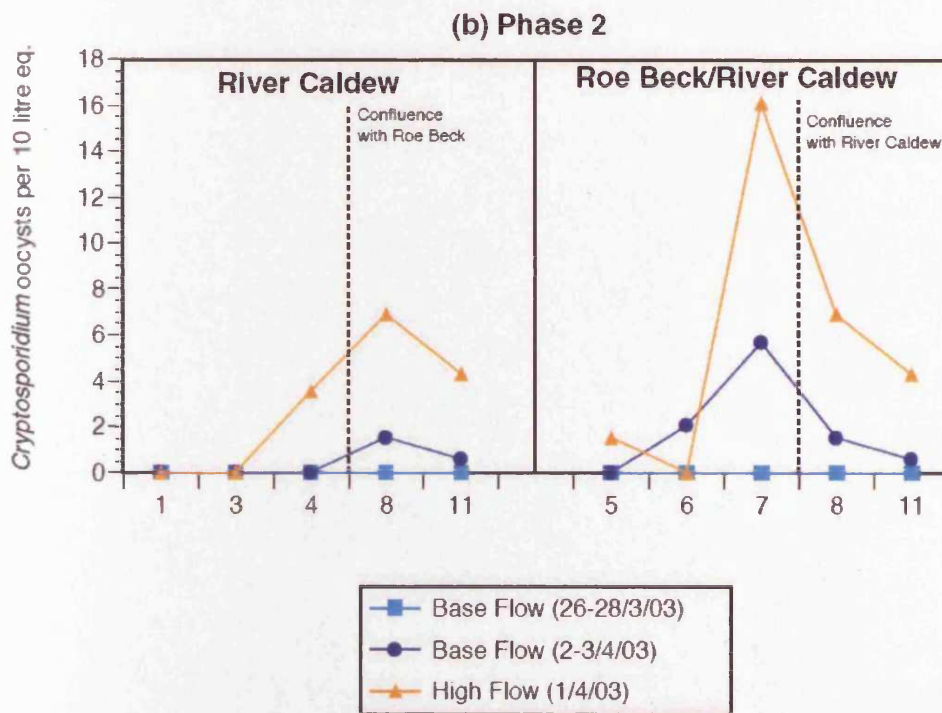 (b) Phase 2
Cryptosporidium oocysts per 10 litre eq.
18
16
14
12
10
8
6
4
2
0
River Caldew
Confluence
with Roe Beck
Roe Beck/River Caldew
Confluence
with River Caldew
1 3 4 8 11 5 6 7 8 11
Base Flow (26-28/3/03)
Base Flow (2-3/4/03)
High Flow (1/4/03)